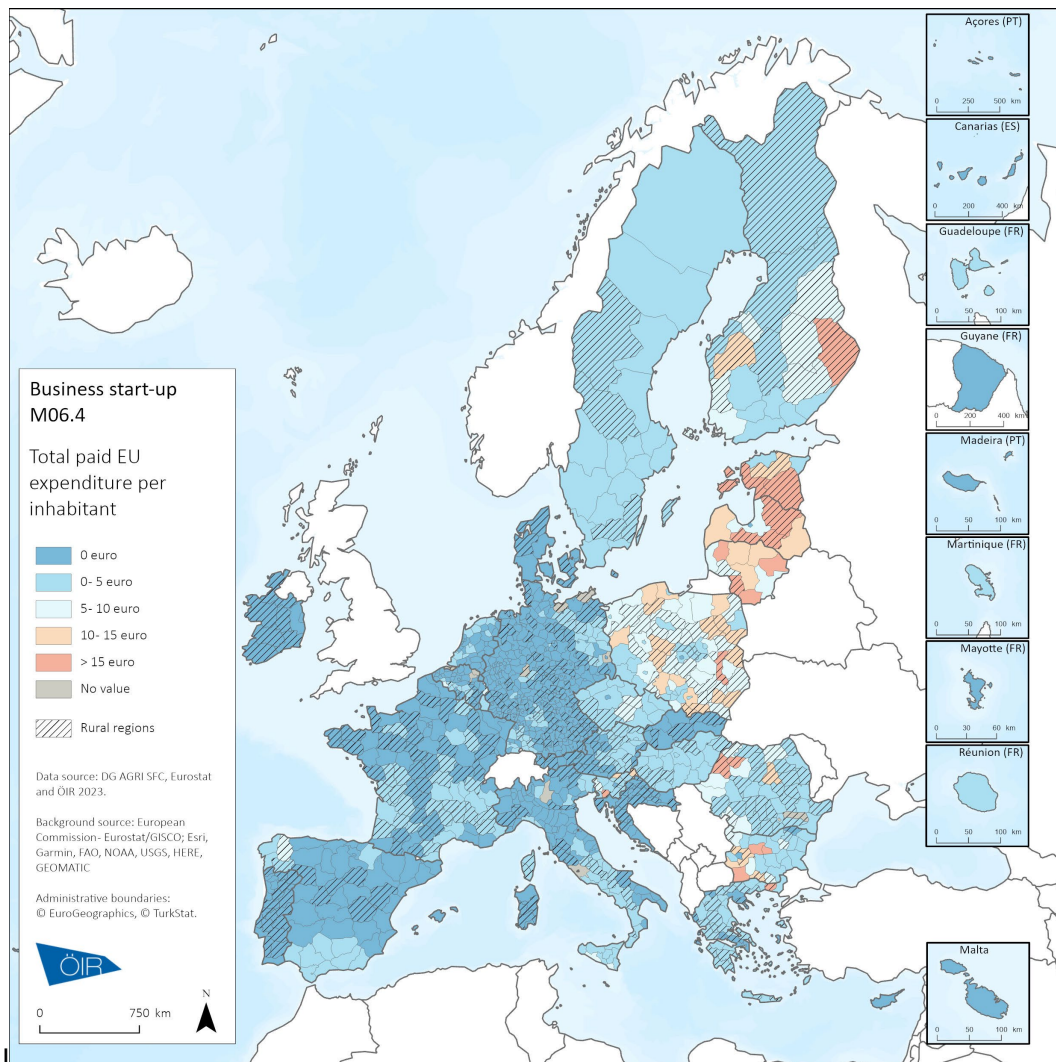 Business start-up
M06.4
Total paid EU
expenditure per
inhabitant
0 euro
0- 5 euro
5- 10 euro
10- 15 euro
> 15 euro
No value
Rural regions
Data source: DG AGRI SFC, Eurostat
and ÖIR 2023.
Background source: European
Commission- Eurostat/GISCO; Esri,
Garmin, FAO, NOAA, USGS, HERE,
GEOMATIC
Administrative boundaries:
© EuroGeographics, © TurkStat.
ÖIR
N
0 750 km
Açores (PT)
0 250 500 km
Canarias (ES)
0 200 400 km
Guadeloupe (FR)
0 50 100 km
Guyane (FR)
0 200 400 km
Madeira (PT)
0 50 100 km
Martinique (FR)
0 50 100 km
Mayotte (FR)
0 30 60 km
Réunion (FR)
0 50 100 km
Malta
0 50 100 km